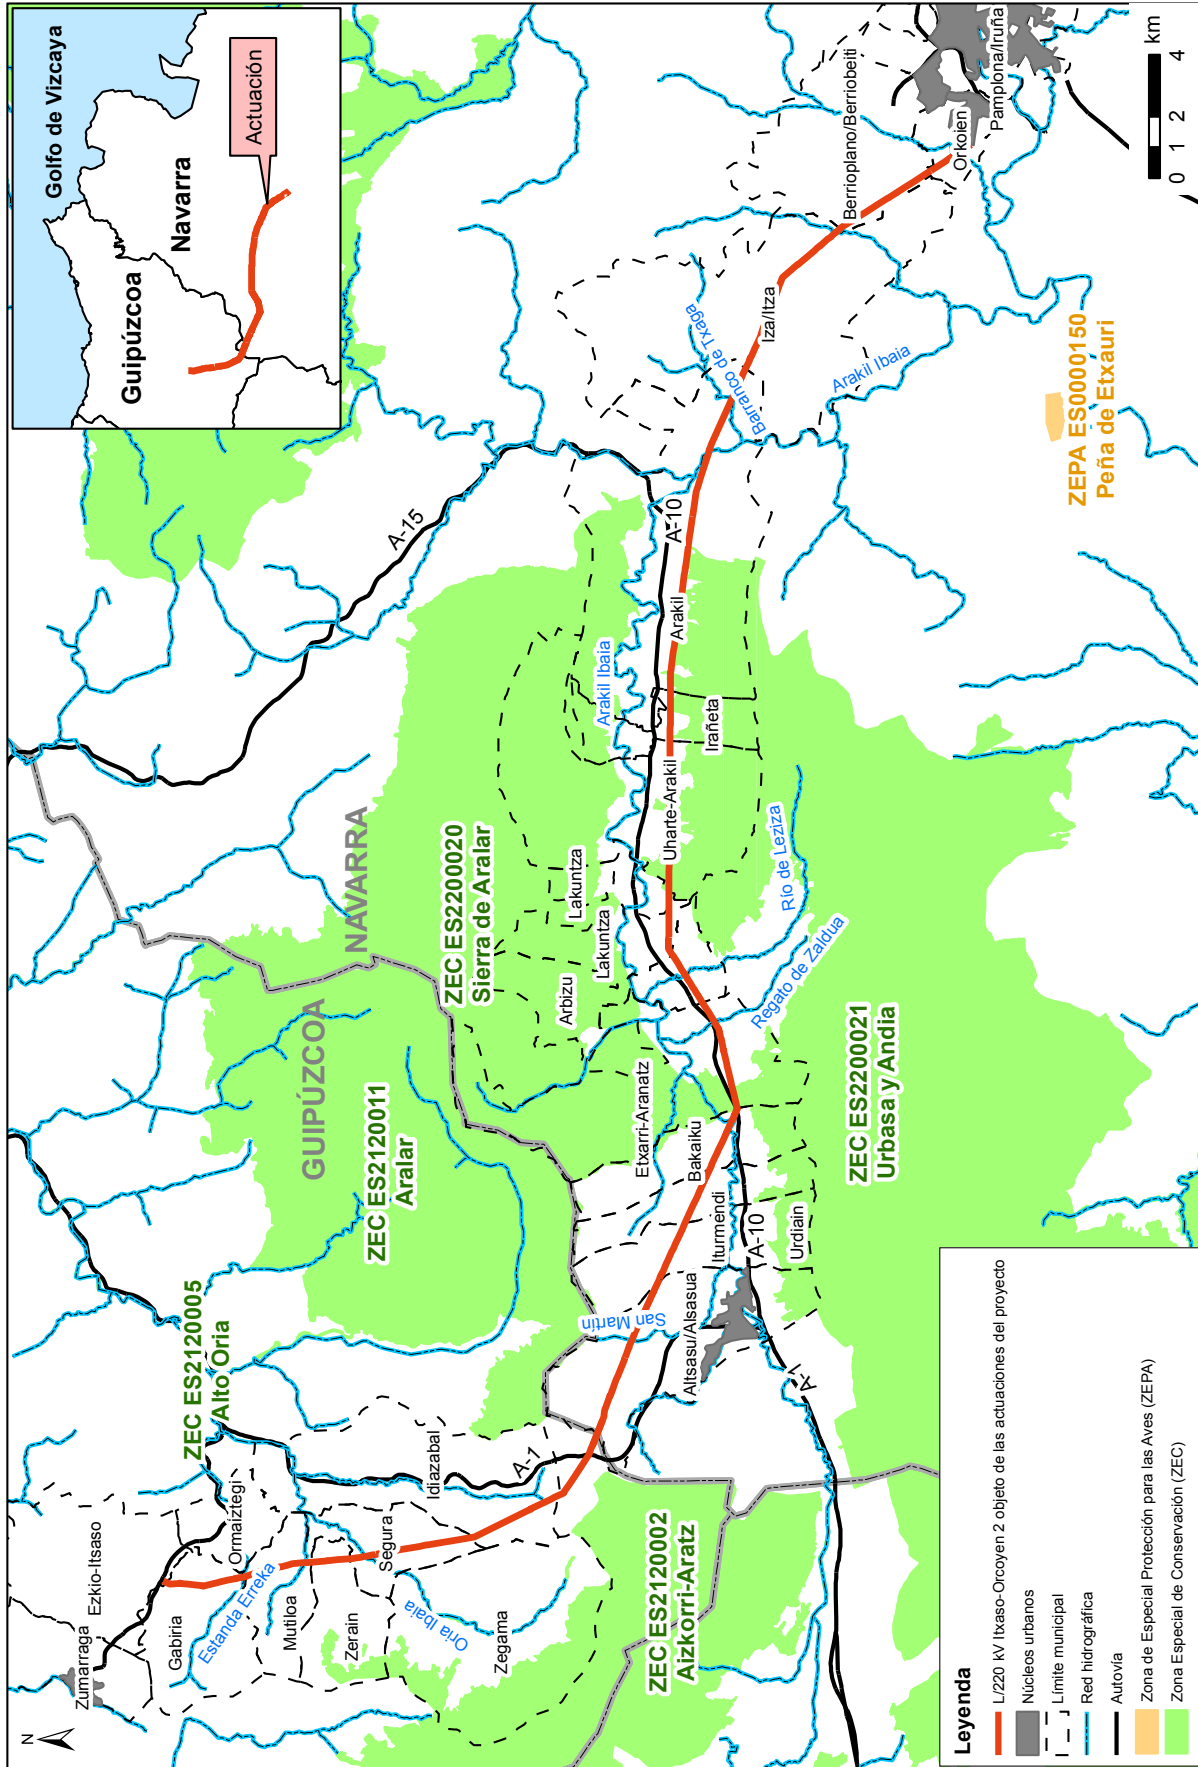 Golfo de Vizcaya
Guipúzcoa
Navarra
Actuación
N
Zumarraga
Ezkio-Itsaso
Gabiria
Ormaiztegi
Estanda Erreka
Mutiloa
Zerain
Segura
Oria Ibaia
Zegama
Idiazabal
A-1
ZEC ES2120005
Alto Oria
ZEC ES2120011
Aralar
GUIPÚZCOA
NAVARRA
ZEC ES2200020
Sierra de Aralar
ZEC ES2120002
Aizkorri-Aratz
San Martín
Altsasu/Alsasua
Iturmendi
A-10
Urdiain
A-1
Bakaiku
Etxarri-Aranatz
Arbizu
Lakuntza
Lakuntza
Regato de Zaldua
Río de Leziza
ZEC ES2200021
Urbasa y Andia
Uharte-Arakil
Irañeta
Arakil Ibaia
Arakil
A-10
A-15
Barranco de Txaga
Iza/Itza
Arakil Ibaia
Berrioplano/Berriobeiti
Orkoien
Pamplona/Iruña
ZEPA ES0000150
Peña de Etxauri
0 1 2 4
km
Leyenda
L/220 kV Itxaso-Orcoyen 2 objeto de las actuaciones del proyecto
Núcleos urbanos
Límite municipal
Red hidrográfica
Autovía
Zona de Especial Protección para las Aves (ZEPA)
Zona Especial de Conservación (ZEC)